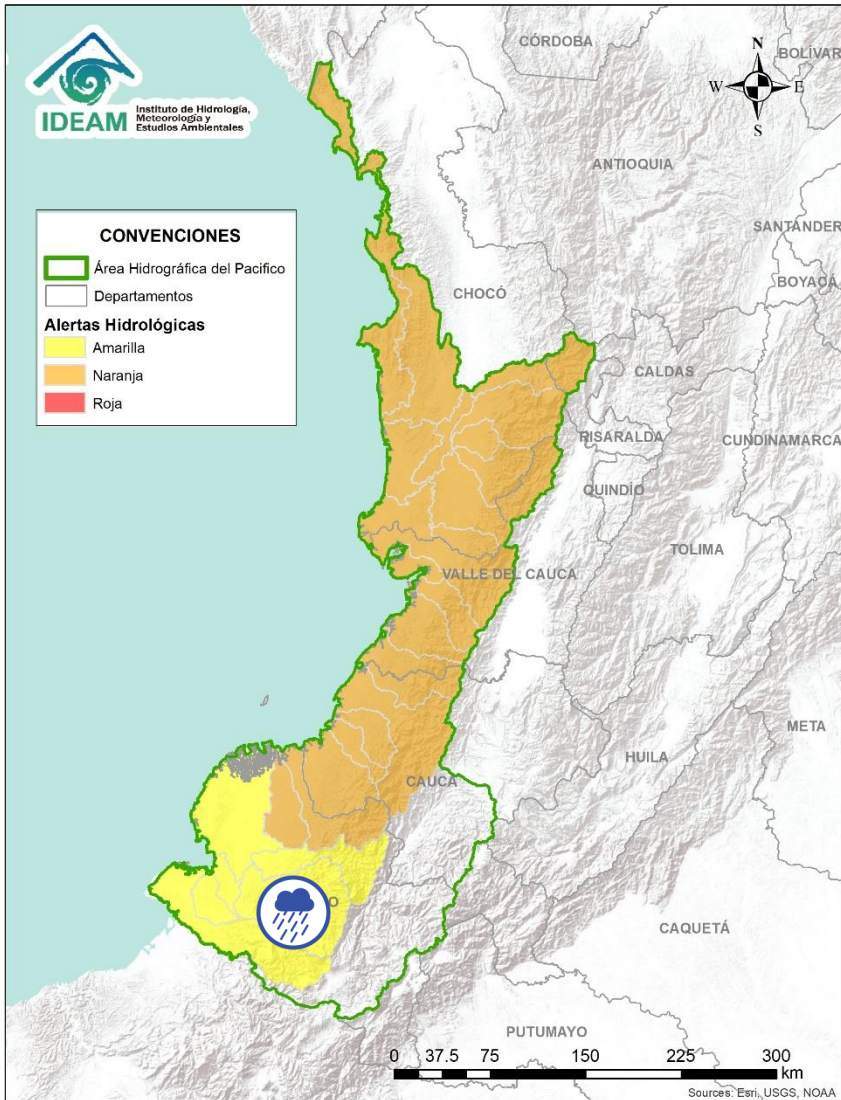 IDEAM
Instituto de Hidrología,
Meteorología y
Estudios Ambientales
CÓRDOBA
BOLÍVAR
N
W
E
S
ANTIOQUIA
SANTANDER
BOYACÁ
CONVENCIONES
Área Hidrográfica del Pacifico
Departamentos
Alertas Hidrológicas
Amarilla
Naranja
Roja
CHOCÓ
CALDAS
RISARALDA
CUNDINAMARCA
QUINDÍO
TOLIMA
VALLE DEL CAUCA
META
HUILA
CAUCA
O
CAQUETÁ
PUTUMAYO
0 37.5 75 150 225 300
km
Sources: Esri, USGS, NOAA